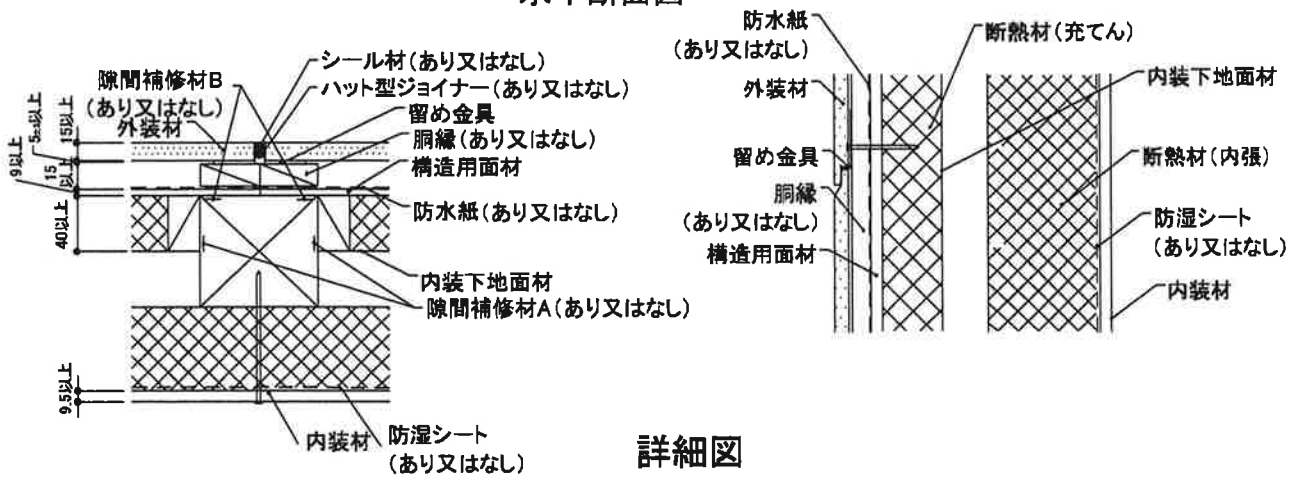 シール材(あり又はなし)
隙間補修材B
(あり又はなし)
ハット型ジョイナー(あり又はなし)
外装材
留め金具
胴縁(あり又はなし)
構造用面材
防水紙(あり又はなし)
内装下地面材
隙間補修材A(あり又はなし)
15以上
5以上
15
以上
9以上
40以上
9.5以上
内装材
防湿シート
(あり又はなし)
防水紙
(あり又はなし)
断熱材(充てん)
外装材
内装下地面材
留め金具
断熱材(内張)
胴縁
(あり又はなし)
防湿シート
(あり又はなし)
構造用面材
内装材
詳細図